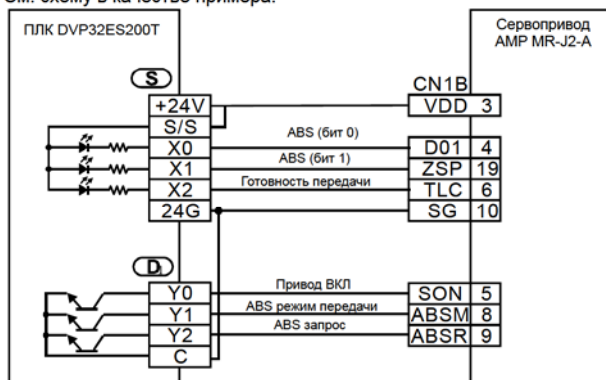 См. схему в качестве примера.
ПЛК DVP32ES200T
Сервопривод
AMP MR-J2-A
S
CN1B
+24V
VDD 3
S/S
X0 ABS (бит 0) D01 4
X1 ABS (бит 1) ZSP 19
X2 Готовность передачи TLC 6
24G SG 10
D
Y0 Привод ВКЛ SON 5
Y1 ABS режим передачи ABSM 8
Y2 ABS запрос ABSR 9
C